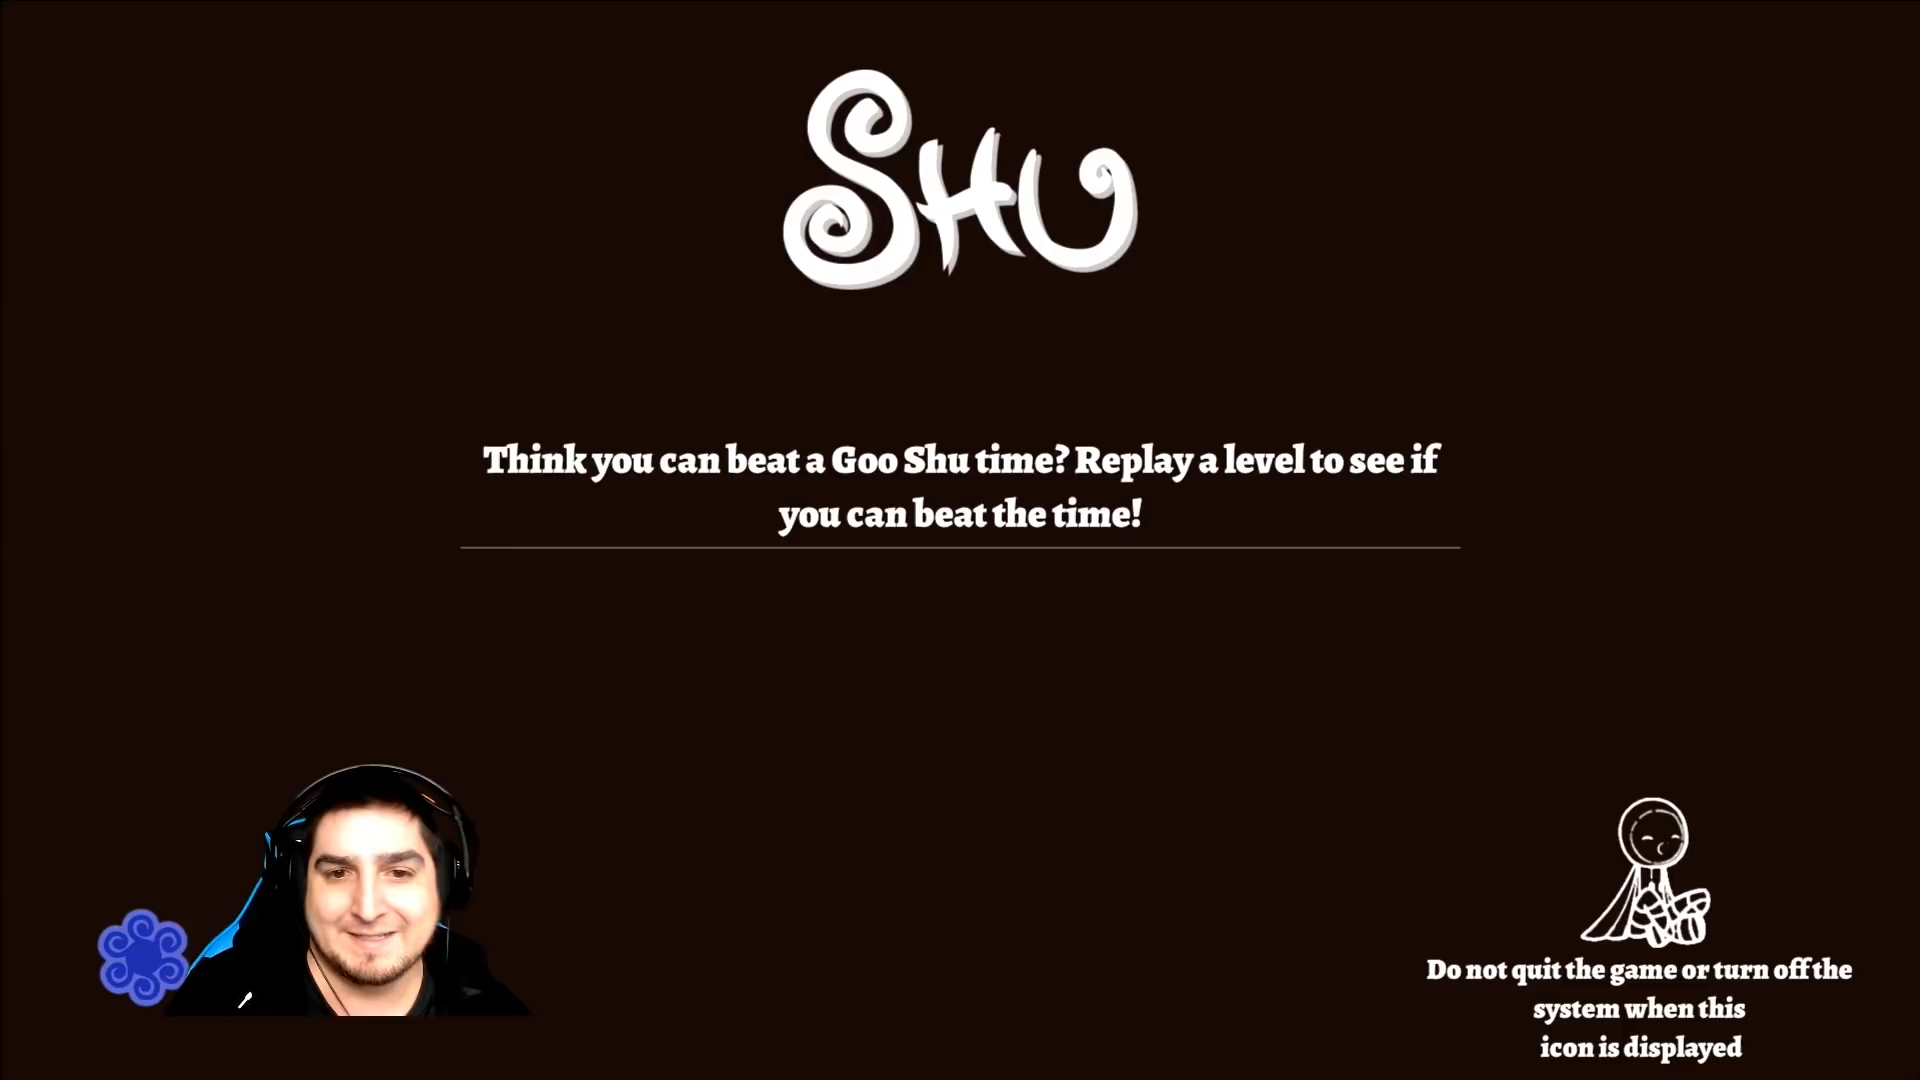 SHU
Think you can beat a Goo Shu time? Replay a level to see if
you can beat the time!
Do not quit the game or turn off the
system when this
icon is displayed